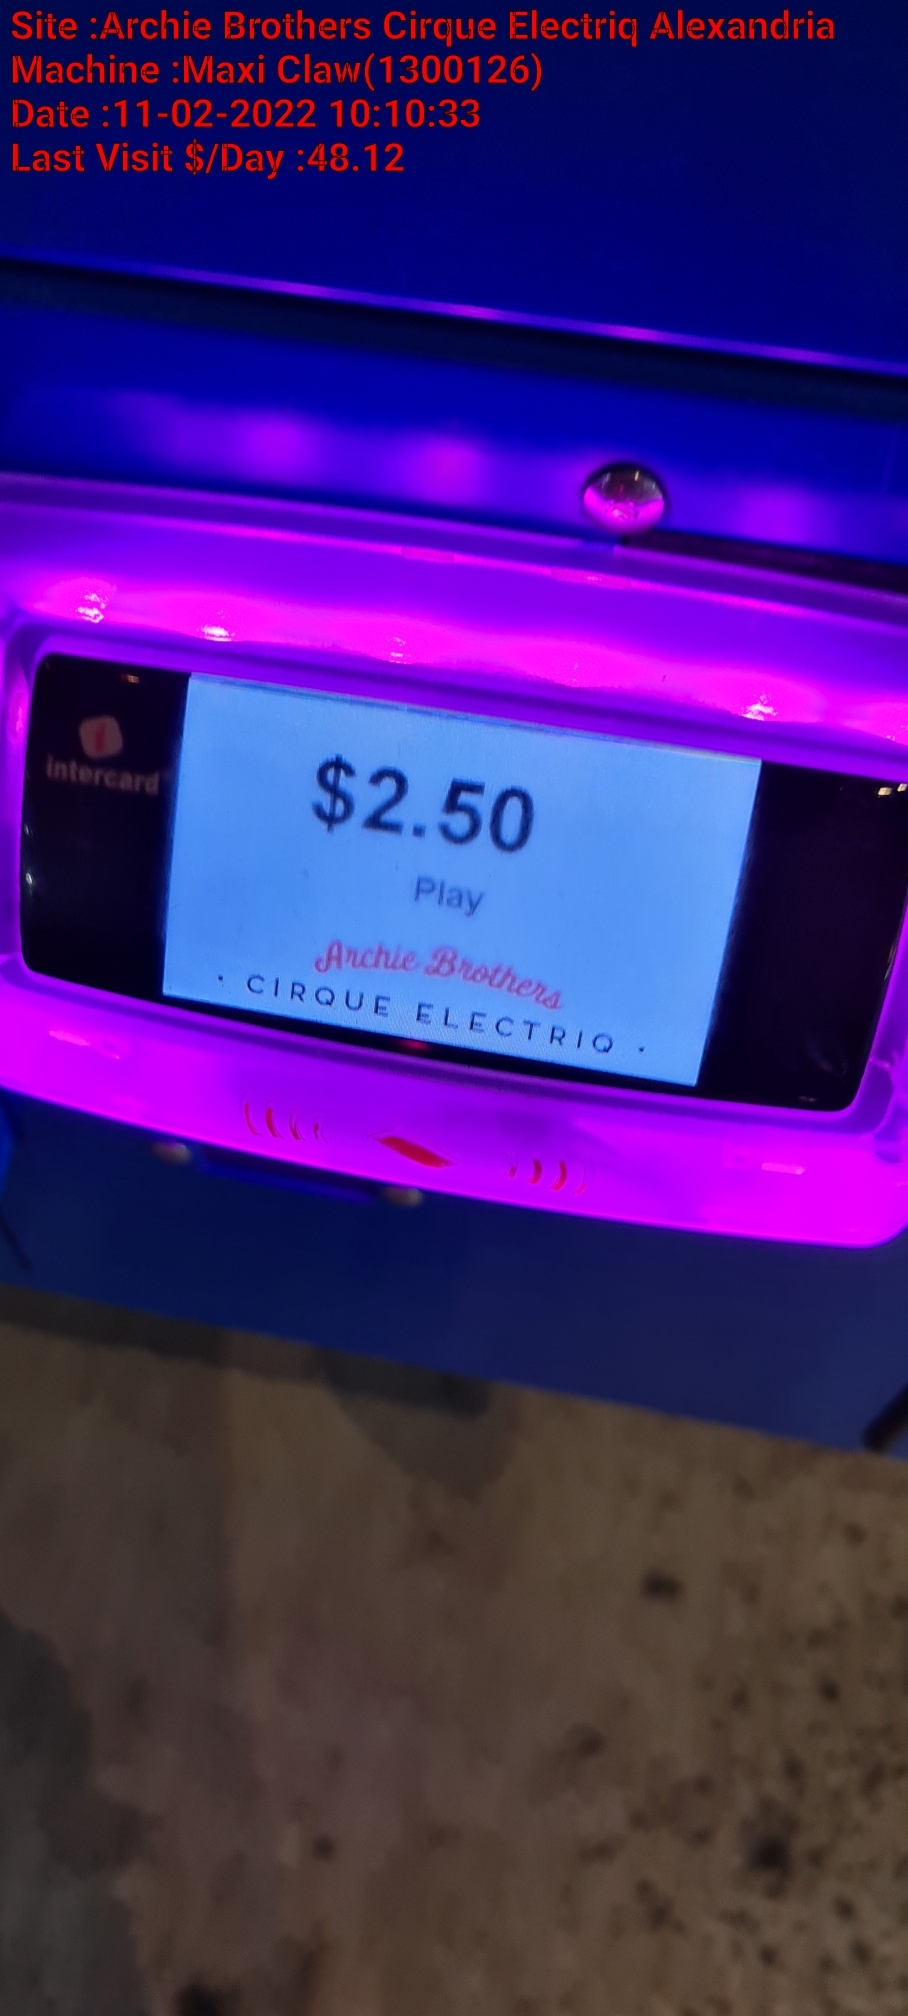 Site :Archie Brothers Cirque Electriq Alexandria
Machine :Maxi Claw(1300126)
Date :11-02-2022 10:10:33
Last Visit $/Day :48.12
intercard
$2.50
Play
Archie Brothers
· CIRQUE ELECTRIQ ·